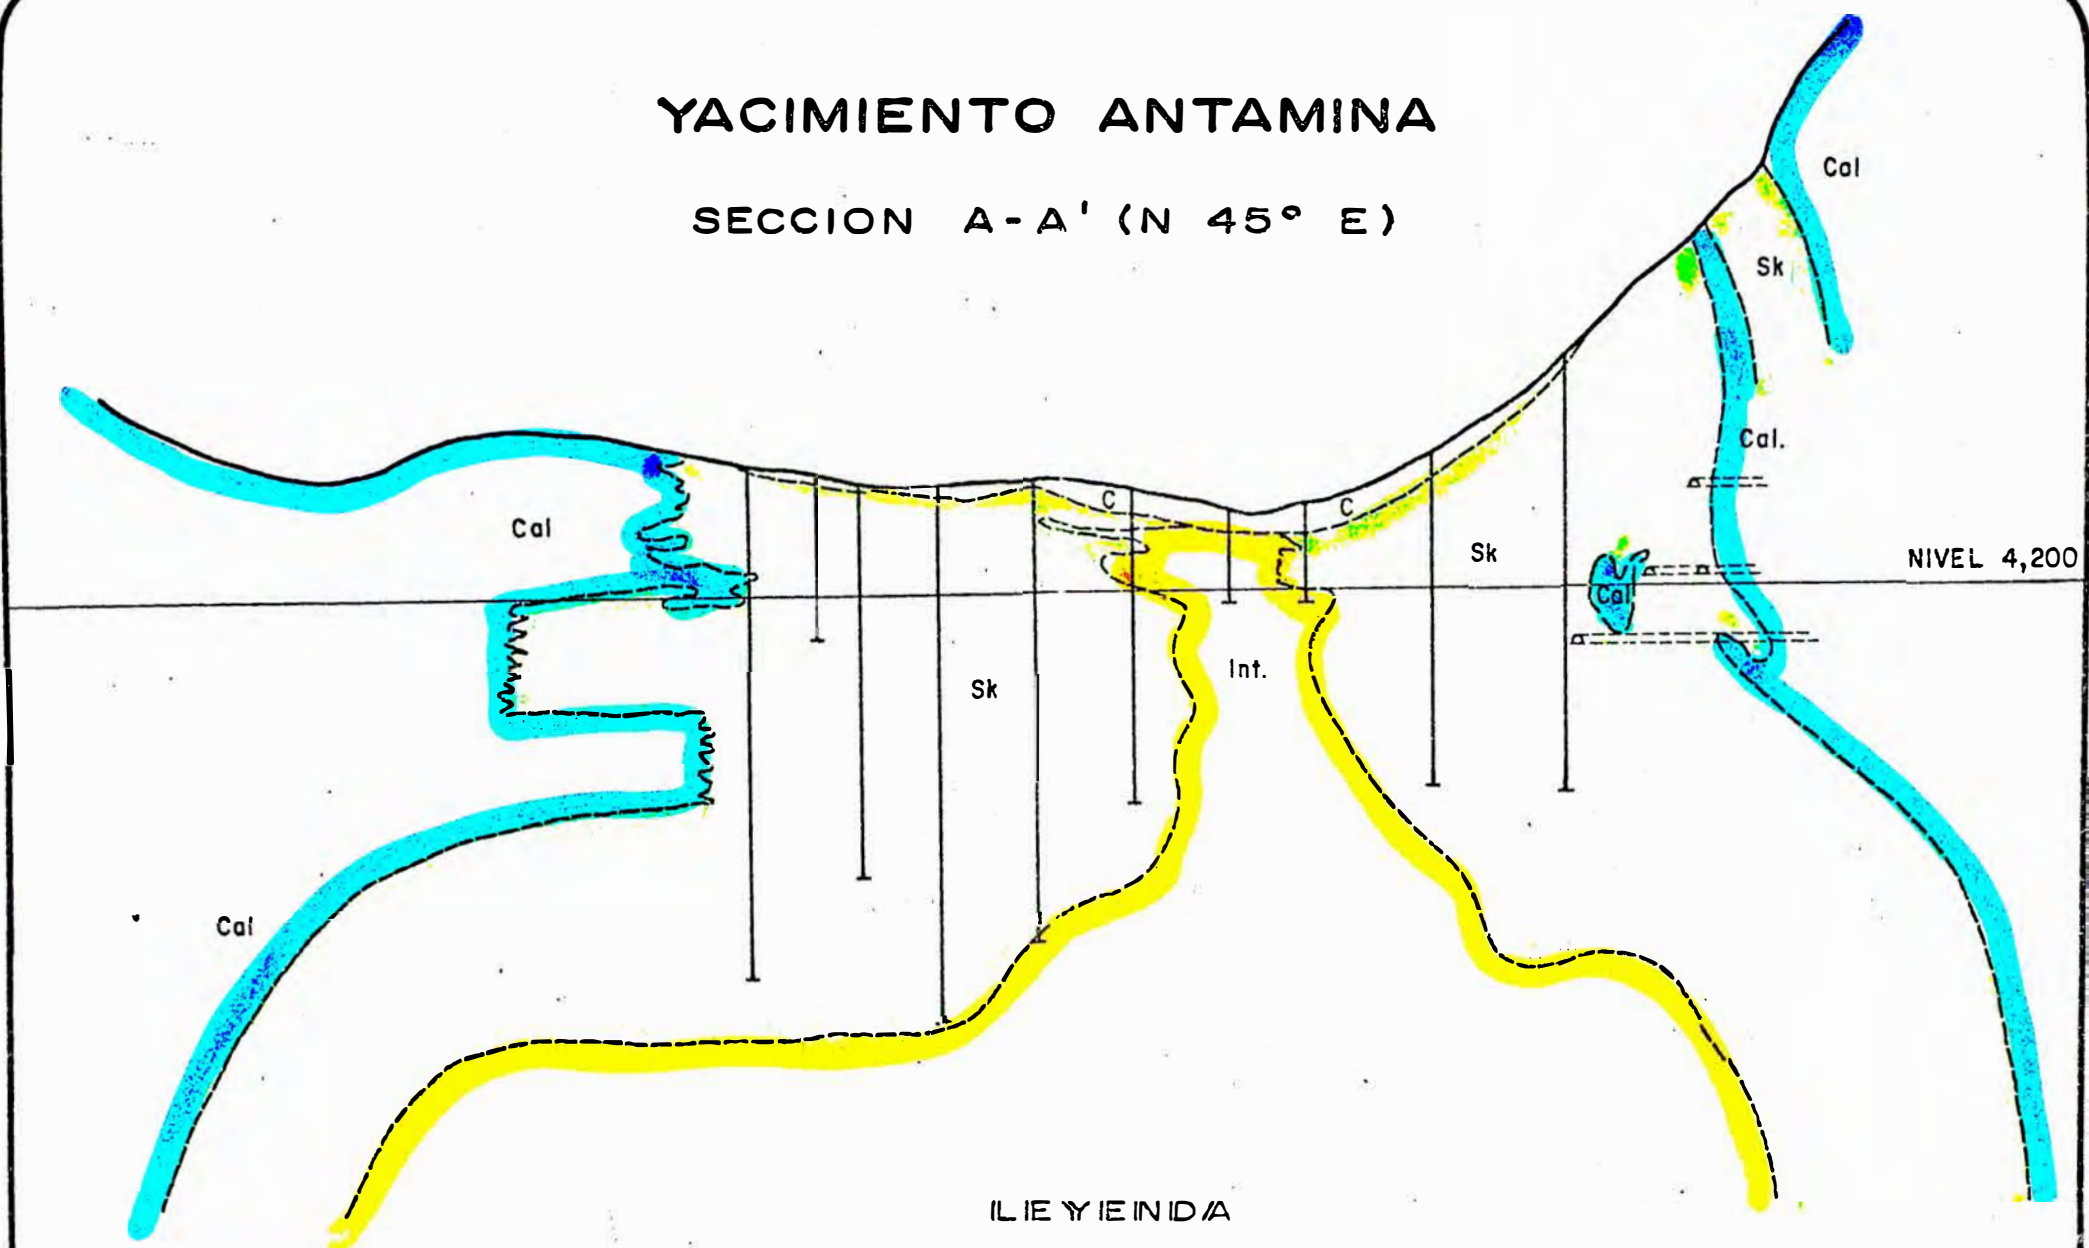 YACIMIENTO ANTAMINA
SECCION A-A' (N 45° E)
Cal
Sk
Cal.
C
C
Cal
Sk
NIVEL 4,200
Cal
Int.
Sk
Cal
LEYENDA